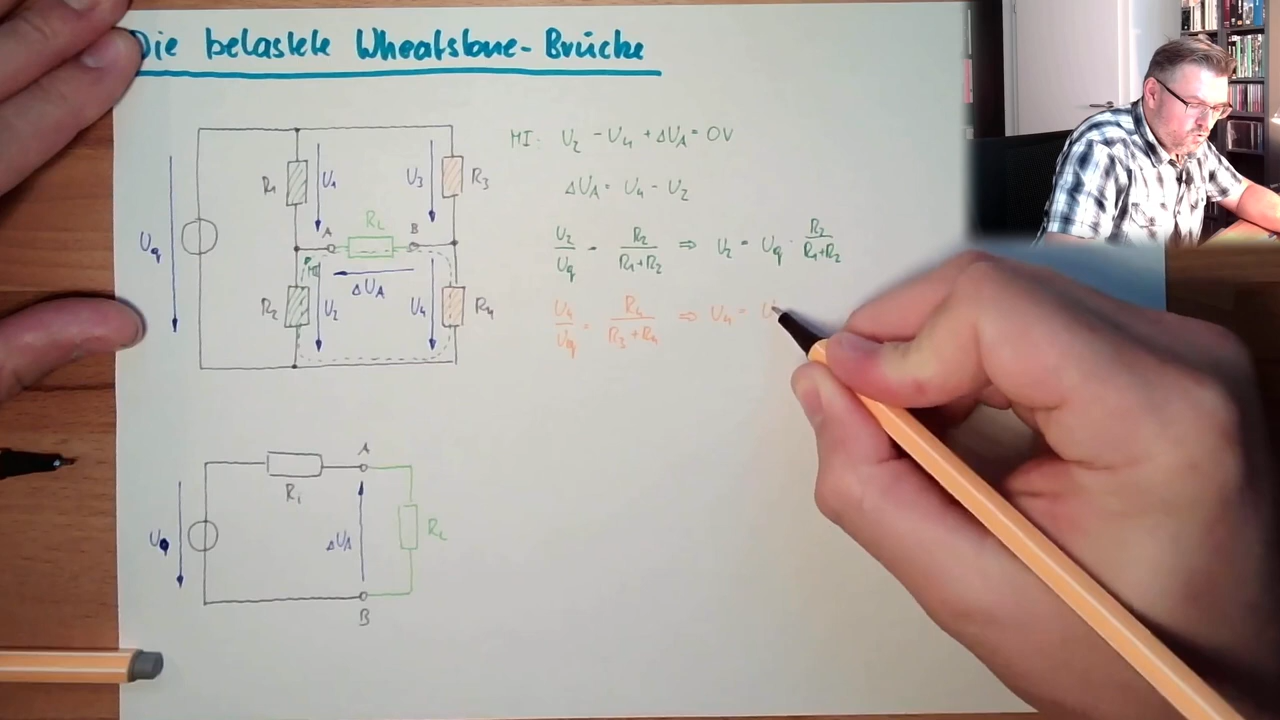 Die belastete Wheatstone-Brücke
MI: U2 - U4 + ΔUA = 0V
ΔUA = U4 - U2
U2/Uq = R2/(R1+R2) ⇒ U2 = Uq · R2/(R1+R2)
U4/Uq = R4/(R3+R4) ⇒ U4 = U
Uq
R1
U1
U3
R3
RL
A
B
MI
ΔUA
R2
U2
U4
R4
A
Ri
Uq
ΔUA
RL
B